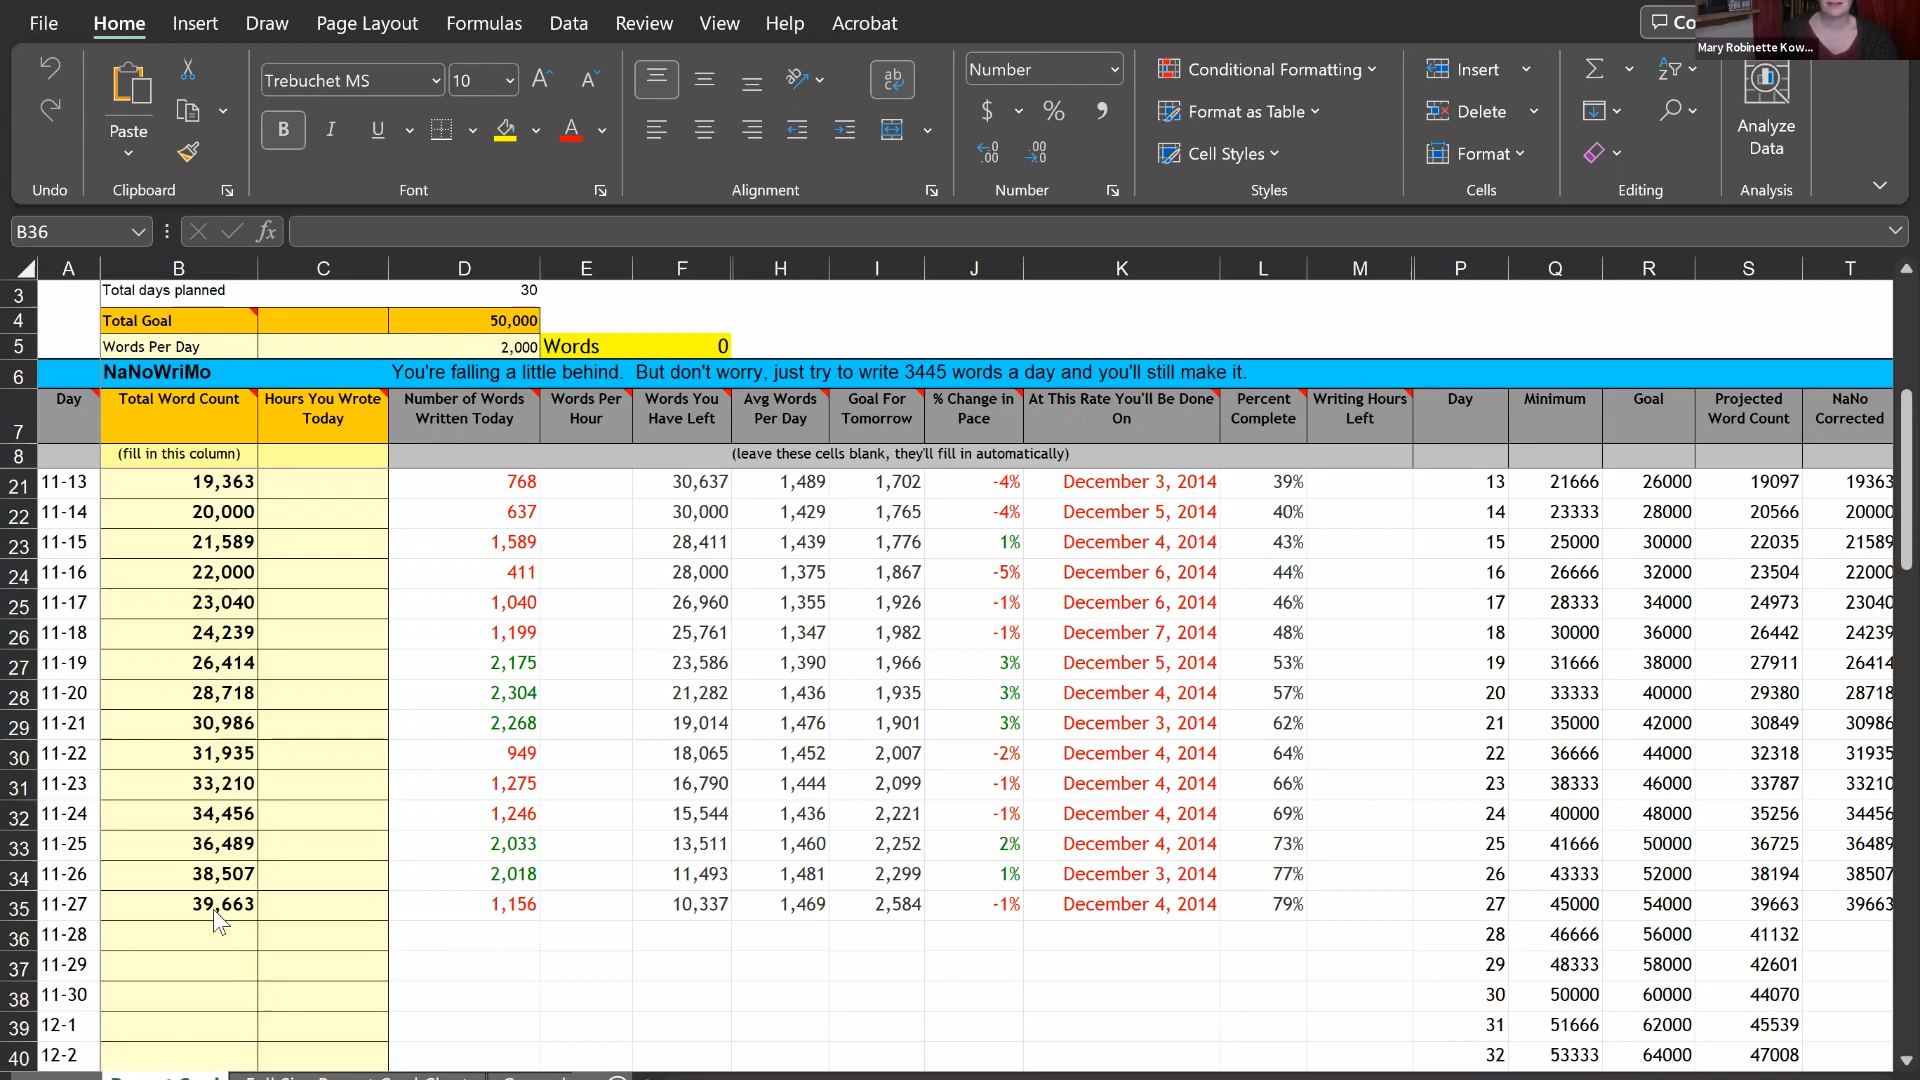 File Home Insert Draw Page Layout Formulas Data Review View Help Acrobat Co
Mary Robinette Kow...
Trebuchet MS 10 A A ab c Number Conditional Formatting Insert
Paste B I U A $ % , Format as Table Delete
.00 .00 Cell Styles Format Analyze Data
Undo Clipboard Font Alignment Number Styles Cells Editing Analysis
B36 fx
A B C D E F H I J K L M P Q R S T
3 Total days planned 30
4 Total Goal 50,000
5 Words Per Day 2,000 Words 0
6 NaNoWriMo You're falling a little behind. But don't worry, just try to write 3445 words a day and you'll still make it.
7 Day Total Word Count Hours You Wrote Today Number of Words Written Today Words Per Hour Words You Have Left Avg Words Per Day Goal For Tomorrow % Change in Pace At This Rate You'll Be Done On Percent Complete Writing Hours Left Day Minimum Goal Projected Word Count NaNo Corrected
8 (fill in this column) (leave these cells blank, they'll fill in automatically)
21 11-13 19,363 768 30,637 1,489 1,702 -4% December 3, 2014 39% 13 21666 26000 19097 19363
22 11-14 20,000 637 30,000 1,429 1,765 -4% December 5, 2014 40% 14 23333 28000 20566 20000
23 11-15 21,589 1,589 28,411 1,439 1,776 1% December 4, 2014 43% 15 25000 30000 22035 21589
24 11-16 22,000 411 28,000 1,375 1,867 -5% December 6, 2014 44% 16 26666 32000 23504 22000
25 11-17 23,040 1,040 26,960 1,355 1,926 -1% December 6, 2014 46% 17 28333 34000 24973 23040
26 11-18 24,239 1,199 25,761 1,347 1,982 -1% December 7, 2014 48% 18 30000 36000 26442 24239
27 11-19 26,414 2,175 23,586 1,390 1,966 3% December 5, 2014 53% 19 31666 38000 27911 26414
28 11-20 28,718 2,304 21,282 1,436 1,935 3% December 4, 2014 57% 20 33333 40000 29380 28718
29 11-21 30,986 2,268 19,014 1,476 1,901 3% December 3, 2014 62% 21 35000 42000 30849 30986
30 11-22 31,935 949 18,065 1,452 2,007 -2% December 4, 2014 64% 22 36666 44000 32318 31935
31 11-23 33,210 1,275 16,790 1,444 2,099 -1% December 4, 2014 66% 23 38333 46000 33787 33210
32 11-24 34,456 1,246 15,544 1,436 2,221 -1% December 4, 2014 69% 24 40000 48000 35256 34456
33 11-25 36,489 2,033 13,511 1,460 2,252 2% December 4, 2014 73% 25 41666 50000 36725 36489
34 11-26 38,507 2,018 11,493 1,481 2,299 1% December 3, 2014 77% 26 43333 52000 38194 38507
35 11-27 39,663 1,156 10,337 1,469 2,584 -1% December 4, 2014 79% 27 45000 54000 39663 39663
36 11-28 28 46666 56000 41132
37 11-29 29 48333 58000 42601
38 11-30 30 50000 60000 44070
39 12-1 31 51666 62000 45539
40 12-2 32 53333 64000 47008